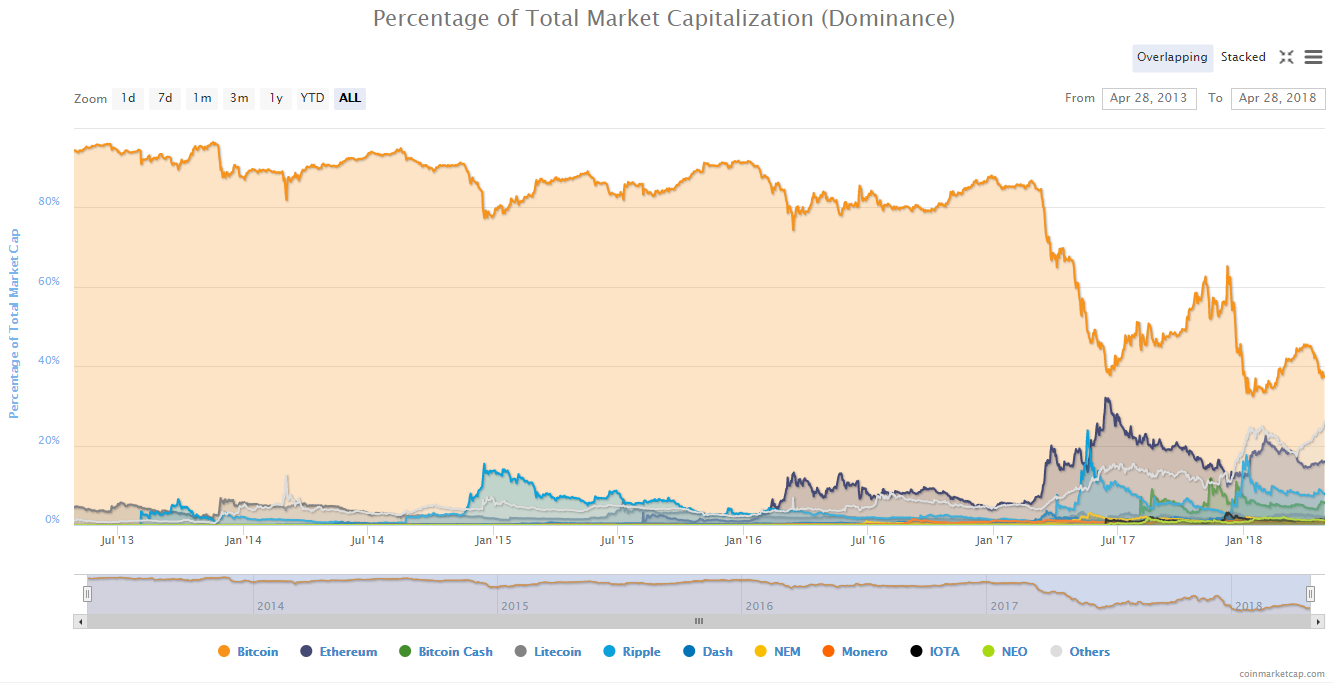 Percentage of Total Market Capitalization (Dominance)
Overlapping Stacked
Zoom 1d 7d 1m 3m 1y YTD ALL
From Apr 28, 2013 To Apr 28, 2018
Percentage of Total Market Cap
80%
60%
40%
20%
0%
Jul '13 Jan '14 Jul '14 Jan '15 Jul '15 Jan '16 Jul '16 Jan '17 Jul '17 Jan '18
2014 2015 2016 2017 2018
Bitcoin Ethereum Bitcoin Cash Litecoin Ripple Dash NEM Monero IOTA NEO Others
coinmarketcap.com